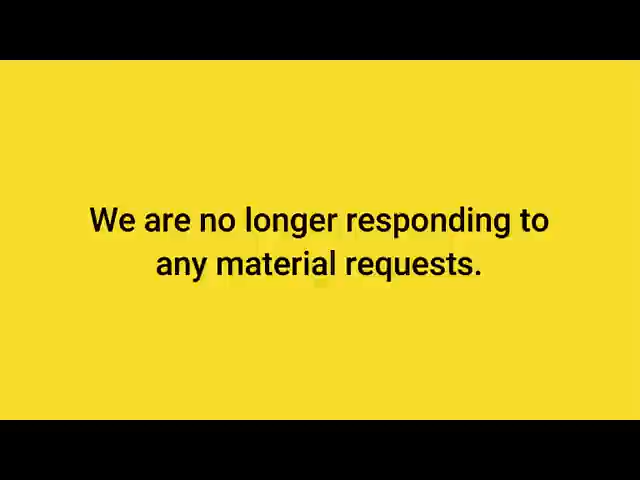 We are no longer responding to
any material requests.